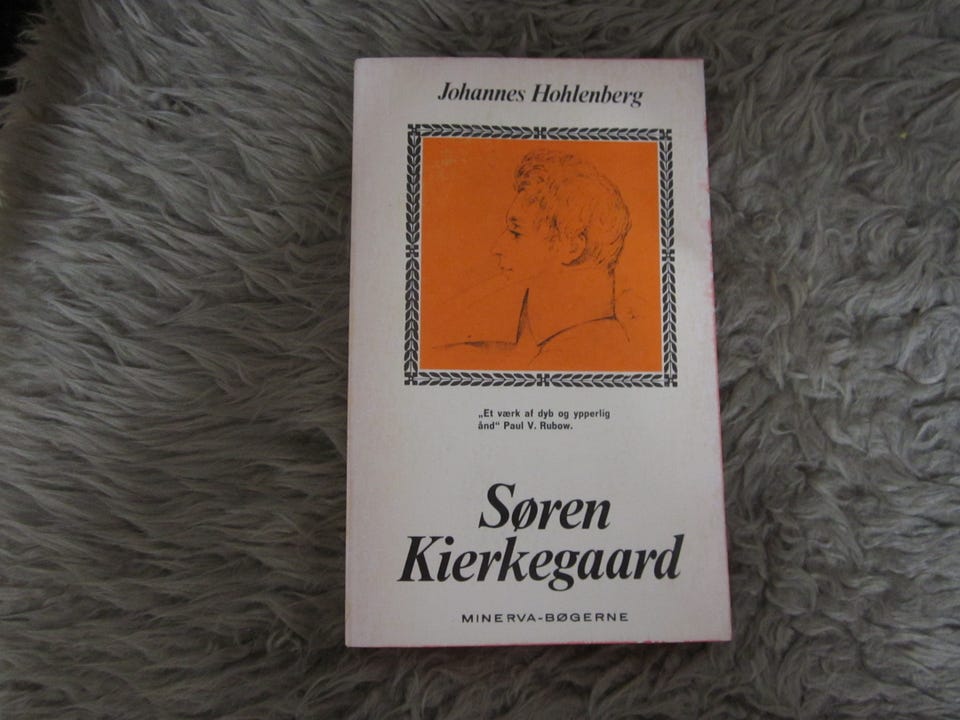 Johannes Hohlenberg
„Et værk af dyb og ypperlig
ånd“ Paul V. Rubow.
Søren
Kierkegaard
MINERVA-BØGERNE